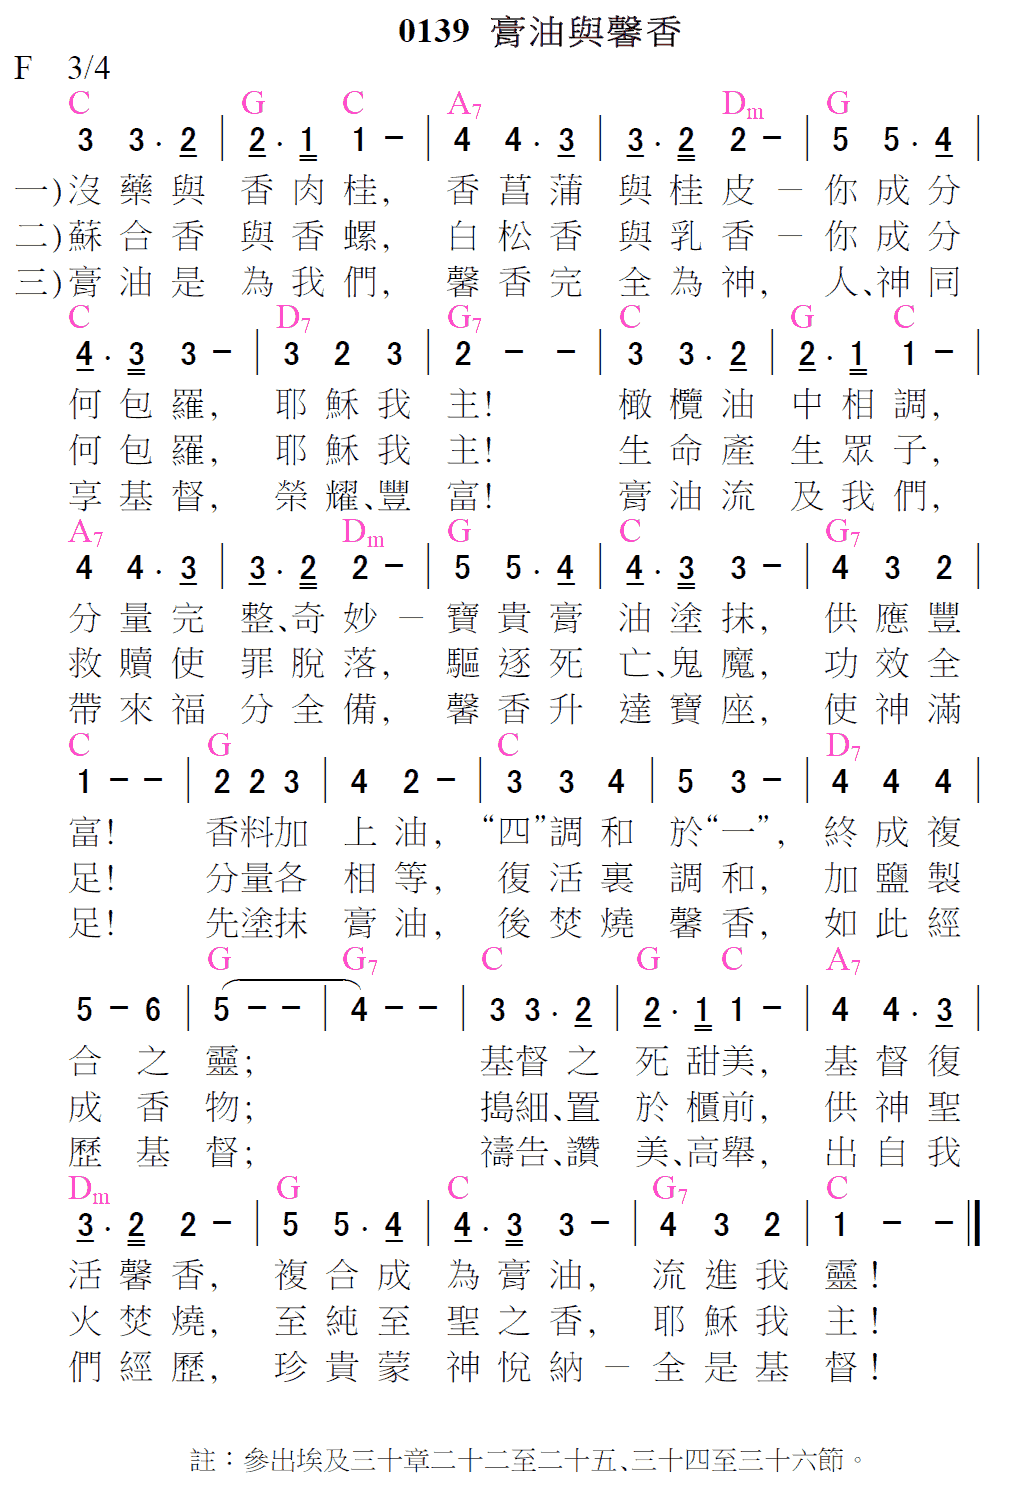 0139 膏油與馨香
F 3/4
C G C A7 Dm G
3 3 . 2 | 2 . 1 1 － | 4 4 . 3 | 3 . 2 2 － | 5 5 . 4 |
一)沒藥與 香肉桂, 香菖蒲 與桂皮－你成分
二)蘇合香 與香螺, 白松香 與乳香－你成分
三)膏油是 為我們, 馨香完 全為神, 人、神同
C D7 G7 C G C
4 . 3 3 － | 3 2 3 | 2 － － | 3 3 . 2 | 2 . 1 1 － |
何包羅, 耶穌我 主! 橄欖油 中相調,
何包羅, 耶穌我 主! 生命產 生眾子,
享基督, 榮耀、豐 富! 膏油流 及我們,
A7 Dm G C G7
4 4 . 3 | 3 . 2 2 － | 5 5 . 4 | 4 . 3 3 － | 4 3 2 |
分量完 整、奇妙－寶貴膏 油塗抹, 供應豐
救贖使 罪脫落, 驅逐死 亡、鬼魔, 功效全
帶來福 分全備, 馨香升 達寶座, 使神滿
C G C D7
1 － － | 2 2 3 | 4 2 － | 3 3 4 | 5 3 － | 4 4 4 |
富! 香料加 上油, “四”調和 於“一”, 終成複
足! 分量各 相等, 復活裏 調和, 加鹽製
足! 先塗抹 膏油, 後焚燒 馨香, 如此經
G G7 C G C A7
5 － 6 | 5 － － | 4 － － | 3 3 . 2 | 2 . 1 1 － | 4 4 . 3 |
合之靈; 基督之 死甜美, 基督復
成香物; 搗細、置 於櫃前, 供神聖
歷基督; 禱告、讚 美、高舉, 出自我
Dm G C G7 C
3 . 2 2 － | 5 5 . 4 | 4 . 3 3 － | 4 3 2 | 1 － － ‖
活馨香, 複合成 為膏油, 流進我 靈!
火焚燒, 至純至 聖之香, 耶穌我 主!
們經歷, 珍貴蒙 神悅納－全是基 督!
註：參出埃及三十章二十二至二十五、三十四至三十六節。